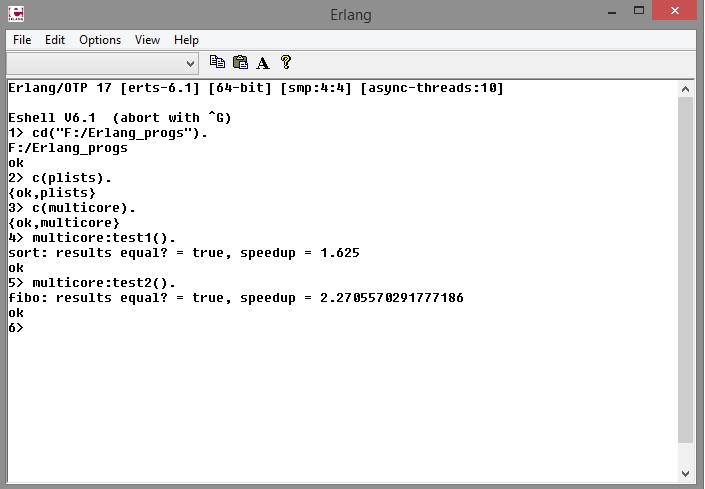 Erlang
File Edit Options View Help
Erlang/OTP 17 [erts-6.1] [64-bit] [smp:4:4] [async-threads:10]
Eshell V6.1  (abort with ^G)
1> cd("F:/Erlang_progs").
F:/Erlang_progs
ok
2> c(plists).
{ok,plists}
3> c(multicore).
{ok,multicore}
4> multicore:test1().
sort: results equal? = true, speedup = 1.625
ok
5> multicore:test2().
fibo: results equal? = true, speedup = 2.2705570291777186
ok
6>